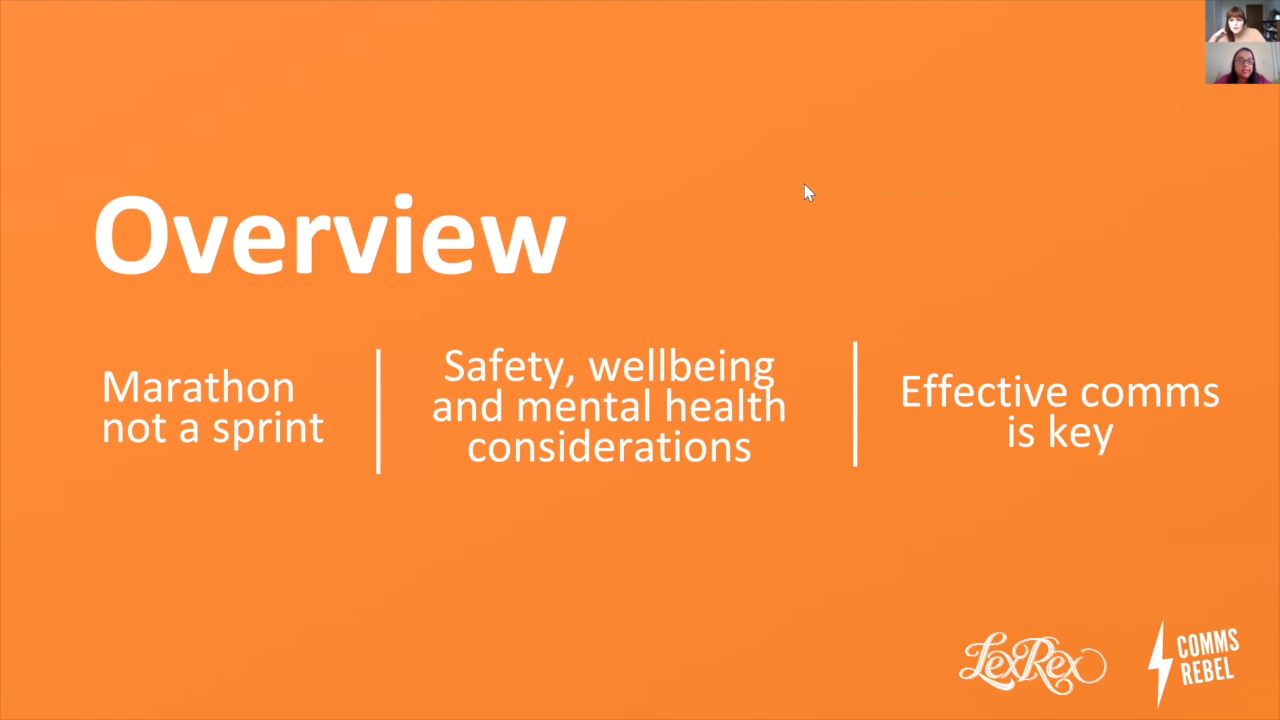 Overview
Marathon
not a sprint
Safety, wellbeing
and mental health
considerations
Effective comms
is key
LexRex
COMMS
REBEL